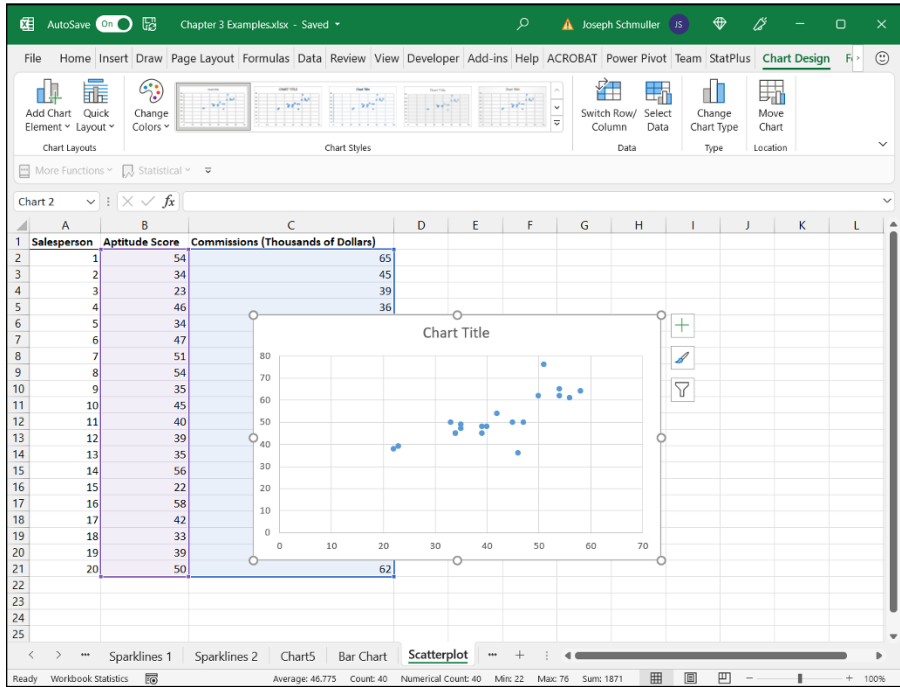 AutoSave On Chapter 3 Examples.xlsx - Saved Joseph Schmuller JS
File Home Insert Draw Page Layout Formulas Data Review View Developer Add-ins Help ACROBAT Power Pivot Team StatPlus Chart Design
Add Chart Element Quick Layout Change Colors Switch Row/ Column Select Data Change Chart Type Move Chart
Chart Layouts Chart Styles Data Type Location
More Functions Statistical
Chart 2 fx
A B C D E F G H I J K L
1 Salesperson Aptitude Score Commissions (Thousands of Dollars)
2 1 54 65
3 2 34 45
4 3 23 39
5 4 46 36
6 5 34
7 6 47
8 7 51
9 8 54
10 9 35
11 10 45
12 11 40
13 12 39
14 13 35
15 14 56
16 15 22
17 16 58
18 17 42
19 18 33
20 19 39
21 20 50 62
22
23
24
25
Chart Title
80
70
60
50
40
30
20
10
0
0 10 20 30 40 50 60 70
Sparklines 1 Sparklines 2 Chart5 Bar Chart Scatterplot
Ready Workbook Statistics Average: 46.775 Count: 40 Numerical Count: 40 Min: 22 Max: 76 Sum: 1871 100%